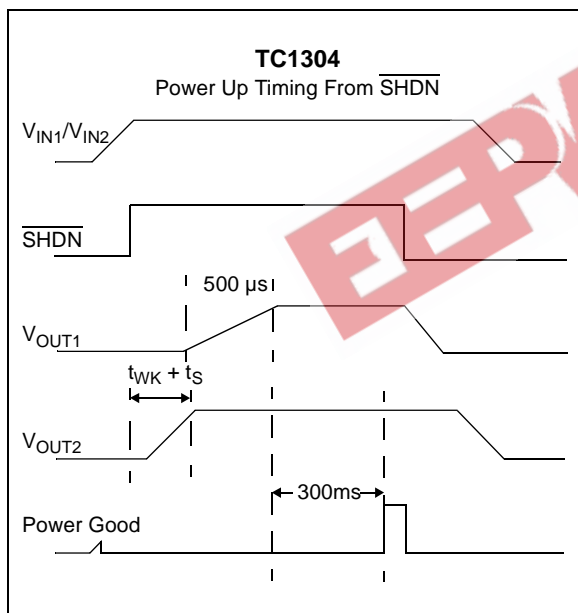 TC1304
Power Up Timing From SHDN
VIN1/VIN2
SHDN
500 µs
VOUT1
tWK + tS
VOUT2
300ms
Power Good